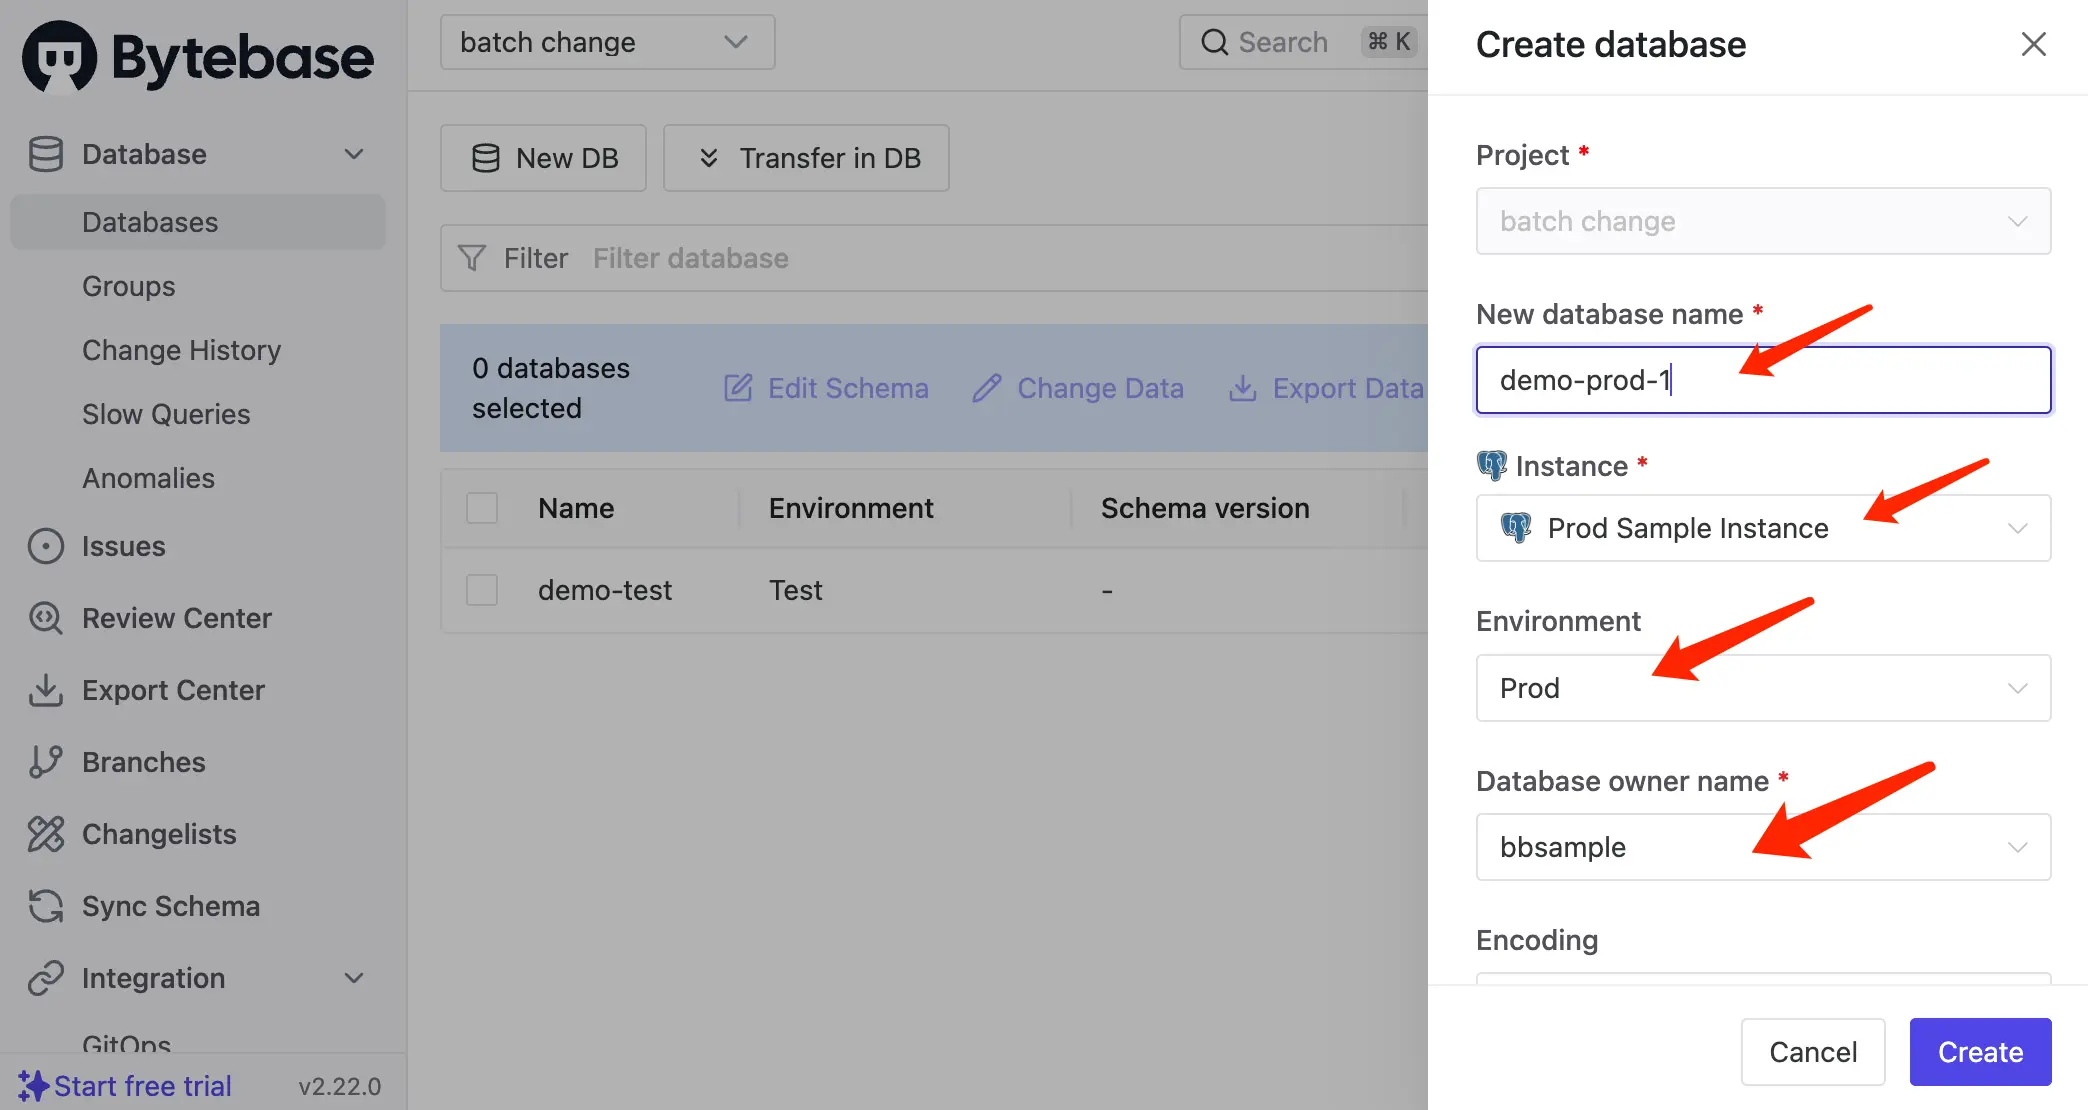 Bytebase
Database
Databases
Groups
Change History
Slow Queries
Anomalies
Issues
Review Center
Export Center
Branches
Changelists
Sync Schema
Integration
GitOps
Start free trial
v2.22.0
batch change
Search ⌘ K
New DB
Transfer in DB
Filter Filter database
0 databases
selected
Edit Schema
Change Data
Export Data
Name Environment Schema version
demo-test Test -
Create database
Project *
batch change
New database name *
demo-prod-1
Instance *
Prod Sample Instance
Environment
Prod
Database owner name *
bbsample
Encoding
Cancel
Create